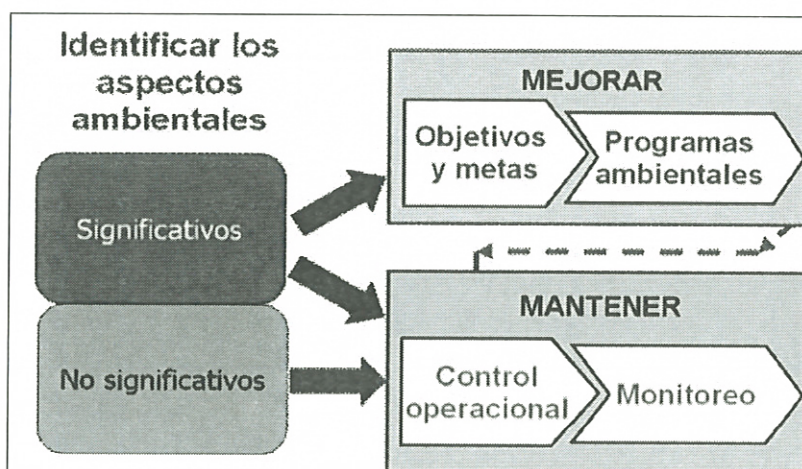 Identificar los
aspectos
ambientales
Significativos
No significativos
MEJORAR
Objetivos
y metas
Programas
ambientales
MANTENER
Control
operacional
Monitoreo